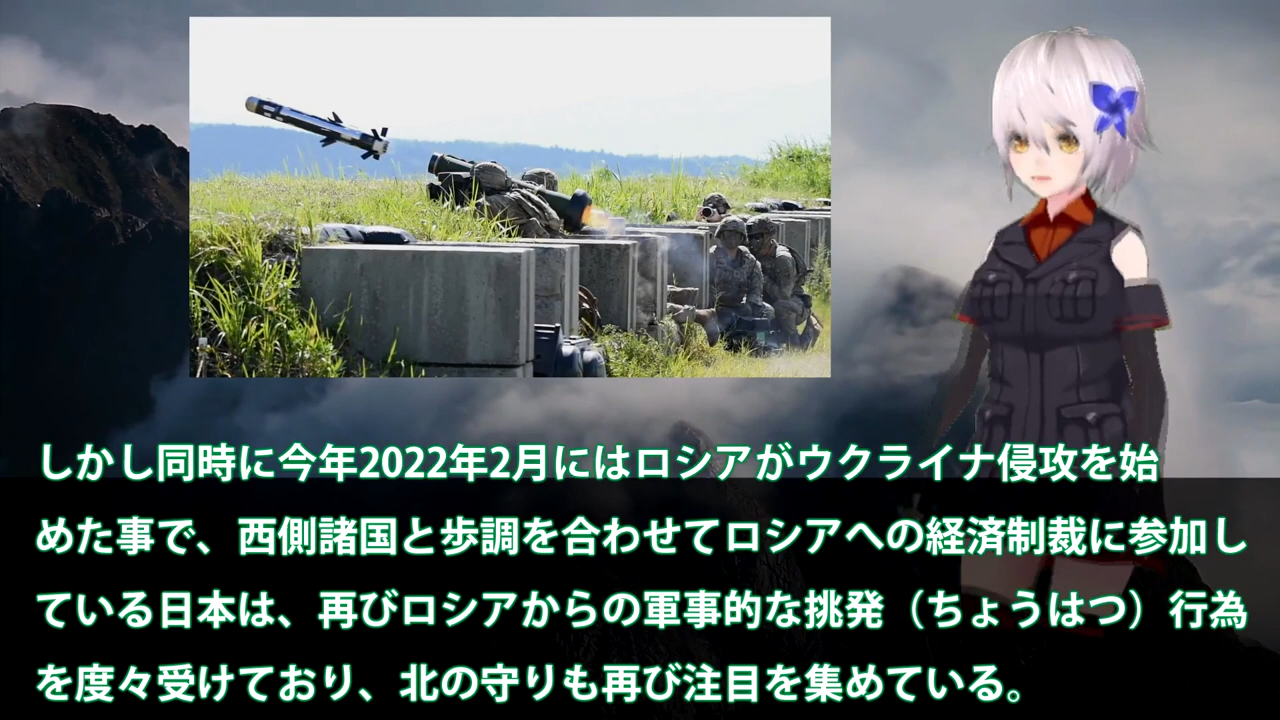 しかし同時に今年2022年2月にはロシアがウクライナ侵攻を始
めた事で、西側諸国と歩調を合わせてロシアへの経済制裁に参加し
ている日本は、再びロシアからの軍事的な挑発（ちょうはつ）行為
を度々受けており、北の守りも再び注目を集めている。